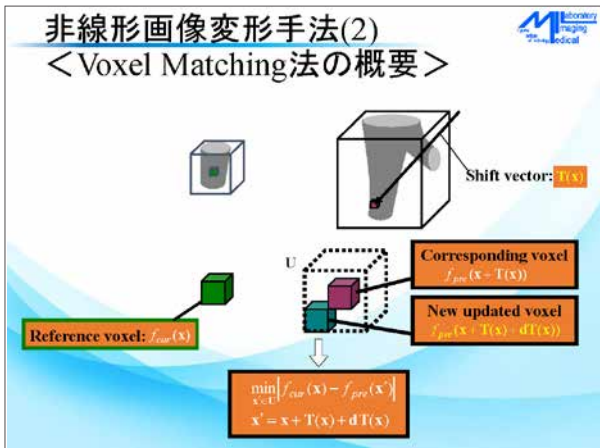 非線形画像変形手法(2)
＜Voxel Matching法の概要＞
Laboratory
Imaging
Medical
Shift vector: T(x)
U
Corresponding voxel
f_pre(x + T(x))
Reference voxel: f_cur(x)
New updated voxel
f_pre(x + T(x) + dT(x))
min_{x'⊂U} |f_cur(x) − f_pre(x')|
x' = x + T(x) + dT(x)